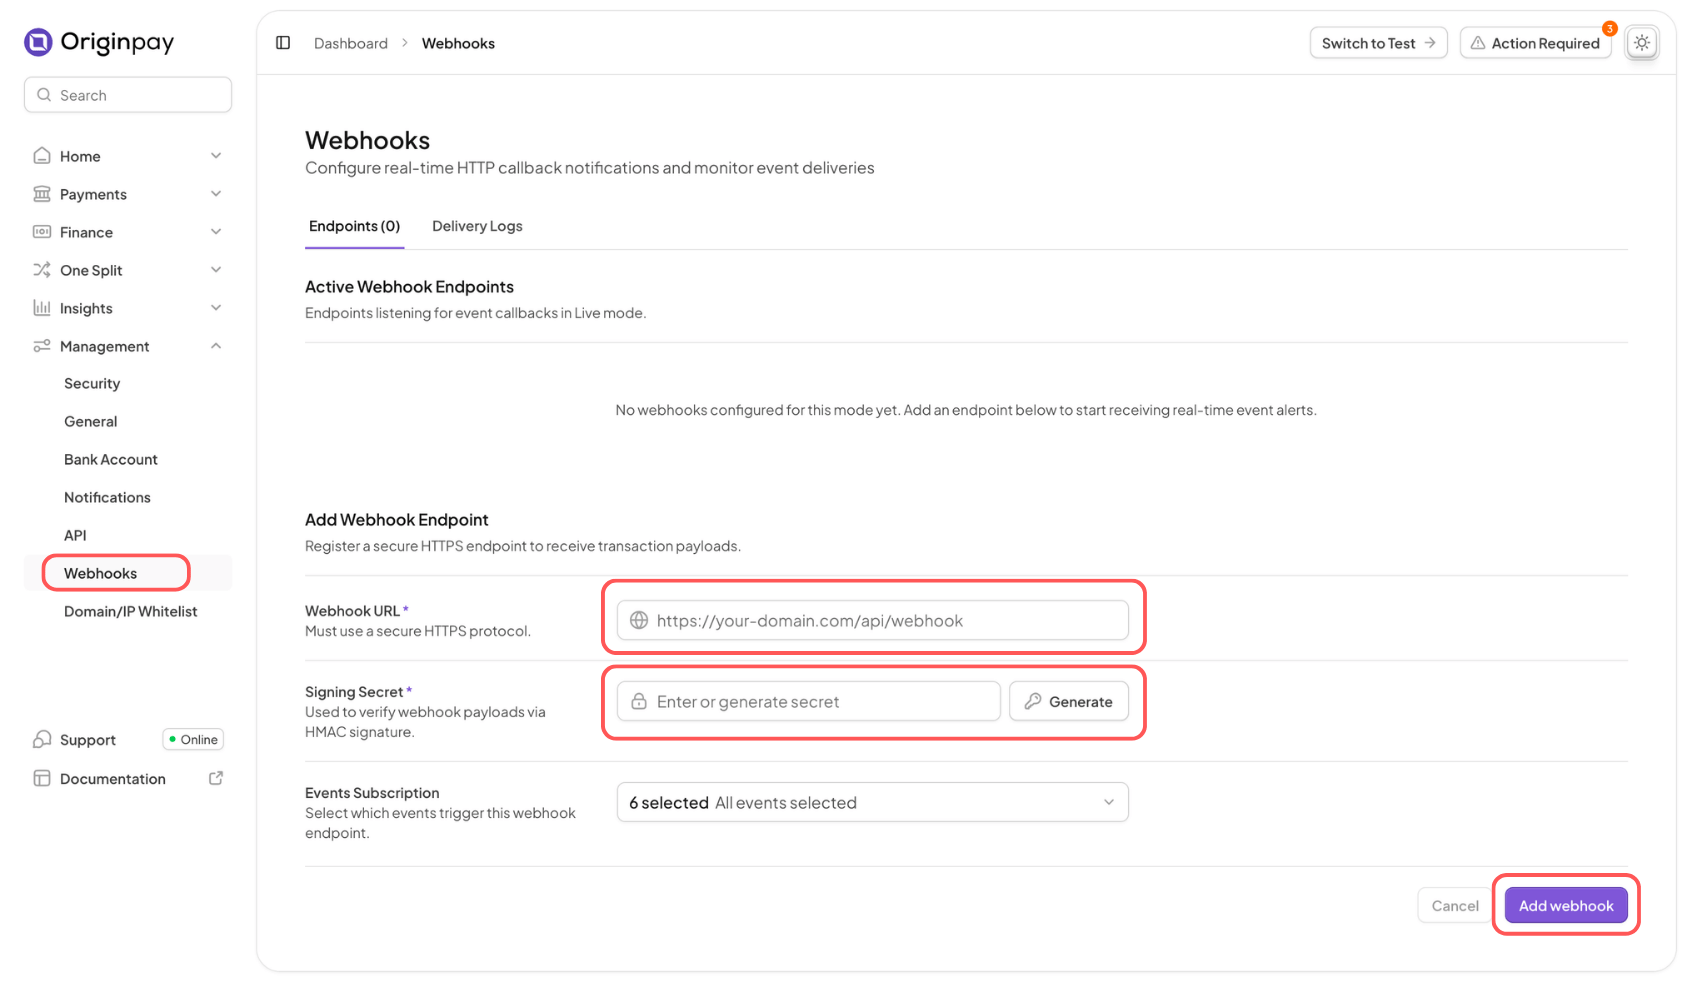 Originpay
Search
Home
Payments
Finance
One Split
Insights
Management
Security
General
Bank Account
Notifications
API
Webhooks
Domain/IP Whitelist
Support
Online
Documentation
Dashboard > Webhooks
Switch to Test →
Action Required
3
Webhooks
Configure real-time HTTP callback notifications and monitor event deliveries
Endpoints (0)
Delivery Logs
Active Webhook Endpoints
Endpoints listening for event callbacks in Live mode.
No webhooks configured for this mode yet. Add an endpoint below to start receiving real-time event alerts.
Add Webhook Endpoint
Register a secure HTTPS endpoint to receive transaction payloads.
Webhook URL *
Must use a secure HTTPS protocol.
https://your-domain.com/api/webhook
Signing Secret *
Used to verify webhook payloads via
HMAC signature.
Enter or generate secret
Generate
Events Subscription
Select which events trigger this webhook
endpoint.
6 selected All events selected
Cancel
Add webhook